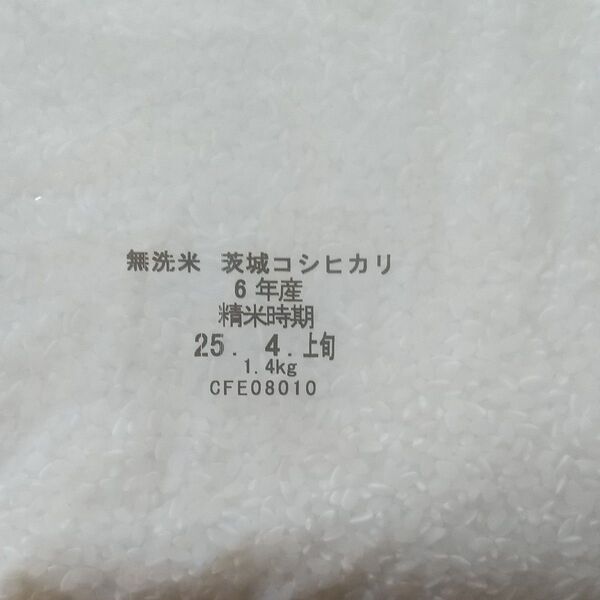 無洗米 茨城コシヒカリ
6年産
精米時期
25. 4.上旬
1.4kg
CFE08010